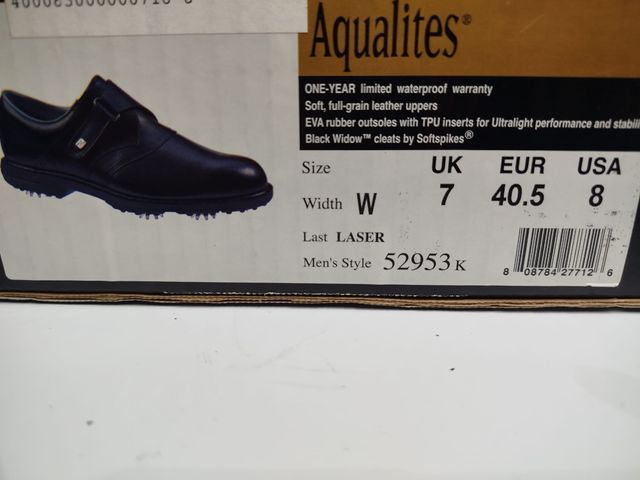 Aqualites®
ONE-YEAR limited waterproof warranty
Soft, full-grain leather uppers
EVA rubber outsoles with TPU inserts for Ultralight performance and stabili
Black Widow™ cleats by Softspikes®
Size UK EUR USA
7 40.5 8
Width W
Last LASER
Men's Style 52953 K
8 08784 27712 6